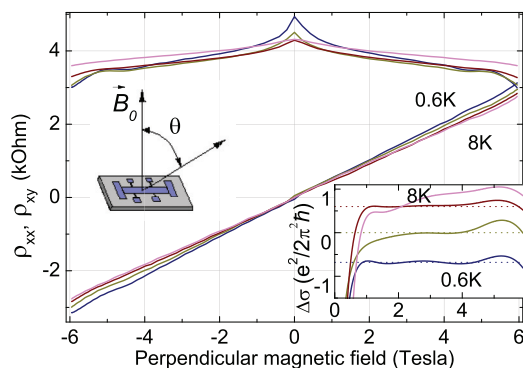 4
2
0
-2
ρxx, ρxy (kOhm)
B0
θ
0.6K
8K
8K
0.6K
1
0
-1
Δσ (e²/2π²ℏ)
0 2 4 6
-6 -4 -2 0 2 4 6
Perpendicular magnetic field (Tesla)